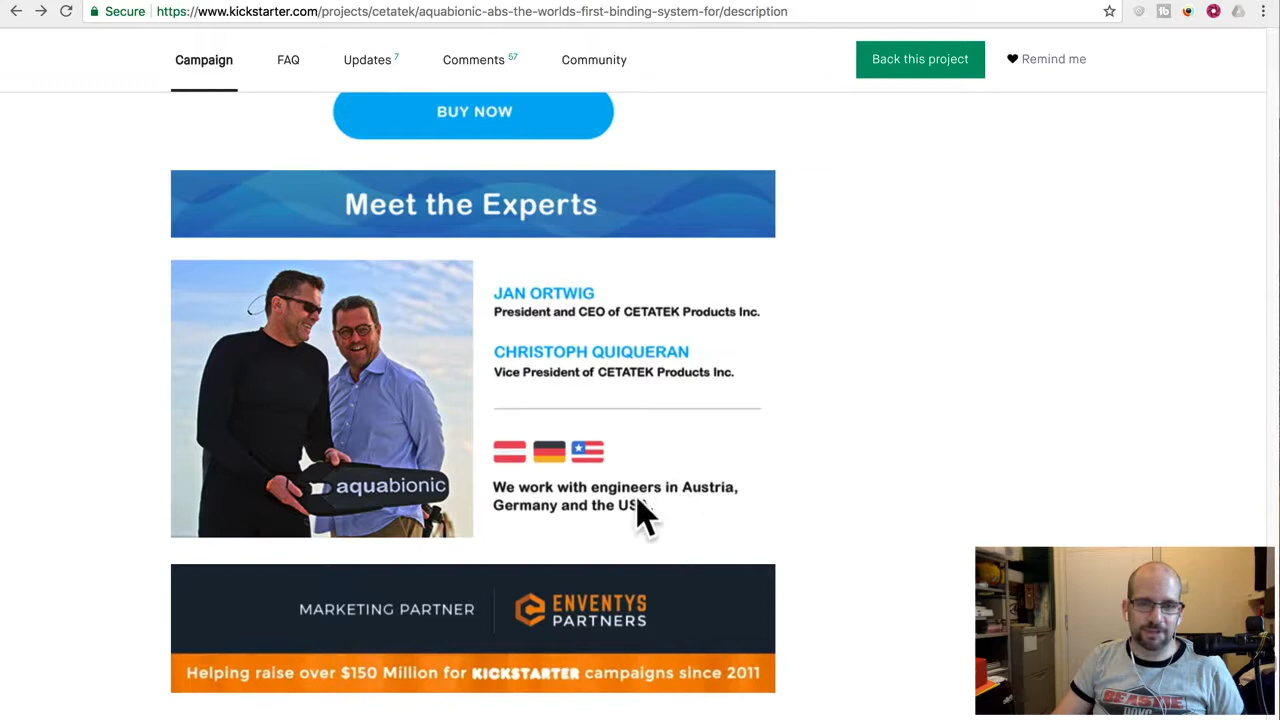 Secure https://www.kickstarter.com/projects/cetatek/aquabionic-abs-the-worlds-first-binding-system-for/description
Campaign FAQ Updates 7 Comments 57 Community Back this project Remind me
BUY NOW
Meet the Experts
JAN ORTWIG
President and CEO of CETATEK Products Inc.
CHRISTOPH QUIQUERAN
Vice President of CETATEK Products Inc.
aquabionic
We work with engineers in Austria,
Germany and the
MARKETING PARTNER ENVENTYS
PARTNERS
Helping raise over $150 Million for KICKSTARTER campaigns since 2011
BEASTIE
BOYS